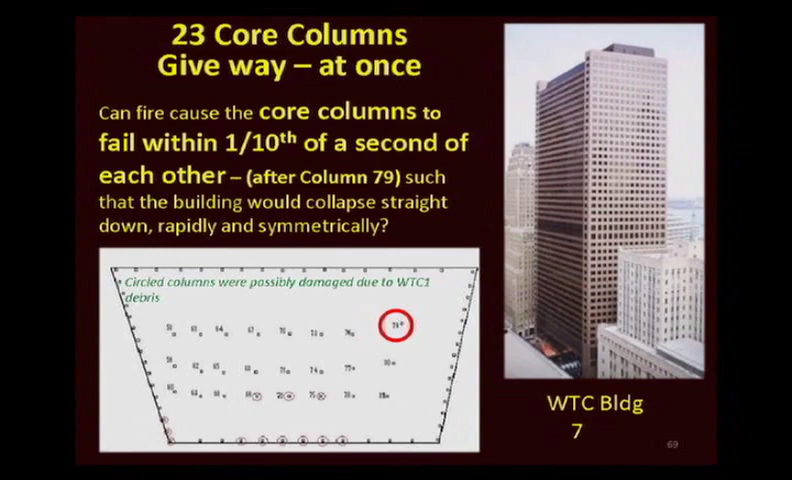 23 Core Columns
Give way – at once
Can fire cause the core columns to
fail within 1/10th of a second of
each other – (after Column 79) such
that the building would collapse straight
down, rapidly and symmetrically?
Circled columns were possibly damaged due to WTC1
debris
79
WTC Bldg
7
69